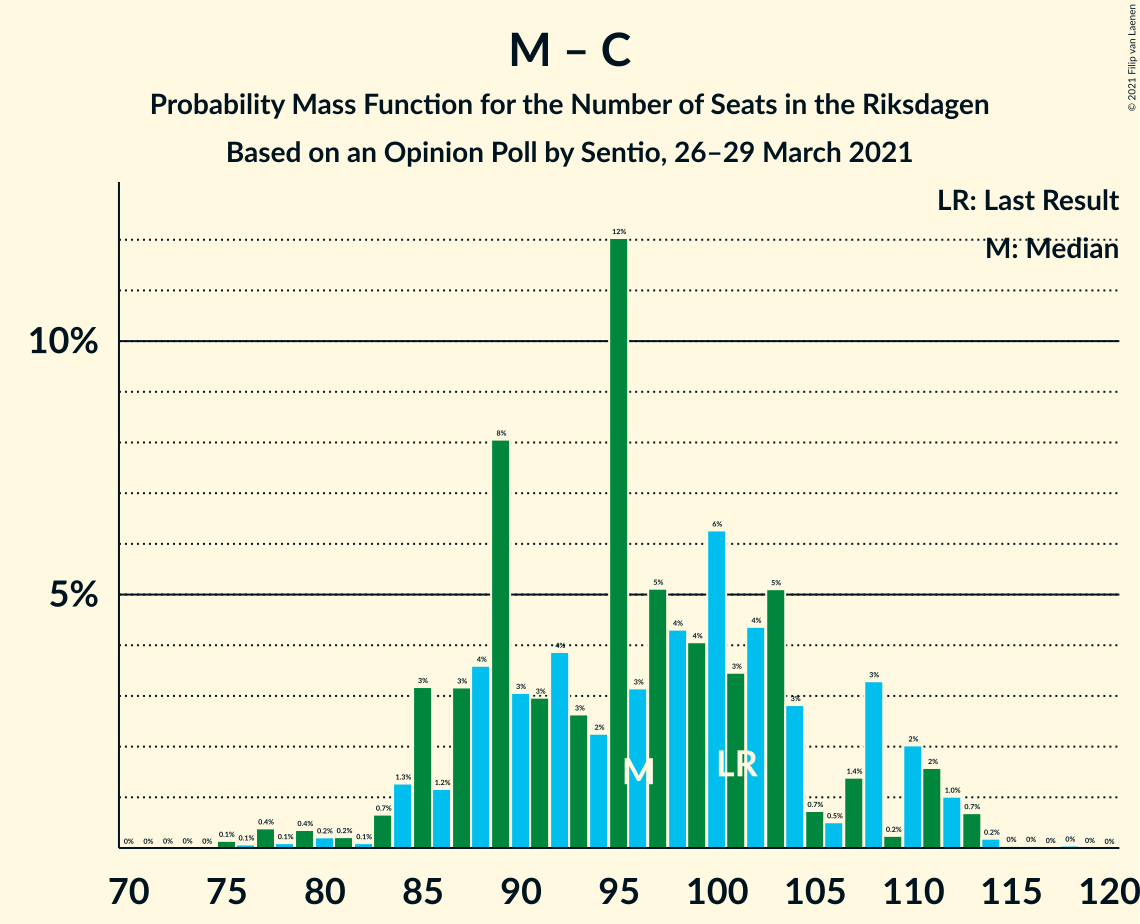 M – C
Probability Mass Function for the Number of Seats in the Riksdagen
Based on an Opinion Poll by Sentio, 26–29 March 2021
© 2021 Filip van Laenen
LR: Last Result
M: Median
10%
5%
0% 0% 0% 0% 0% 0.1% 0.1% 0.4% 0.1% 0.4% 0.2% 0.2% 0.1% 0.7% 1.3% 3% 1.2% 3% 4% 8% 3% 3% 4% 3% 2% 12% 3% 5% 4% 4% 6% 3% 4% 5% 3% 0.7% 0.5% 1.4% 3% 0.2% 2% 2% 1.0% 0.7% 0.2% 0% 0% 0% 0% 0% 0%
M LR
70 75 80 85 90 95 100 105 110 115 120